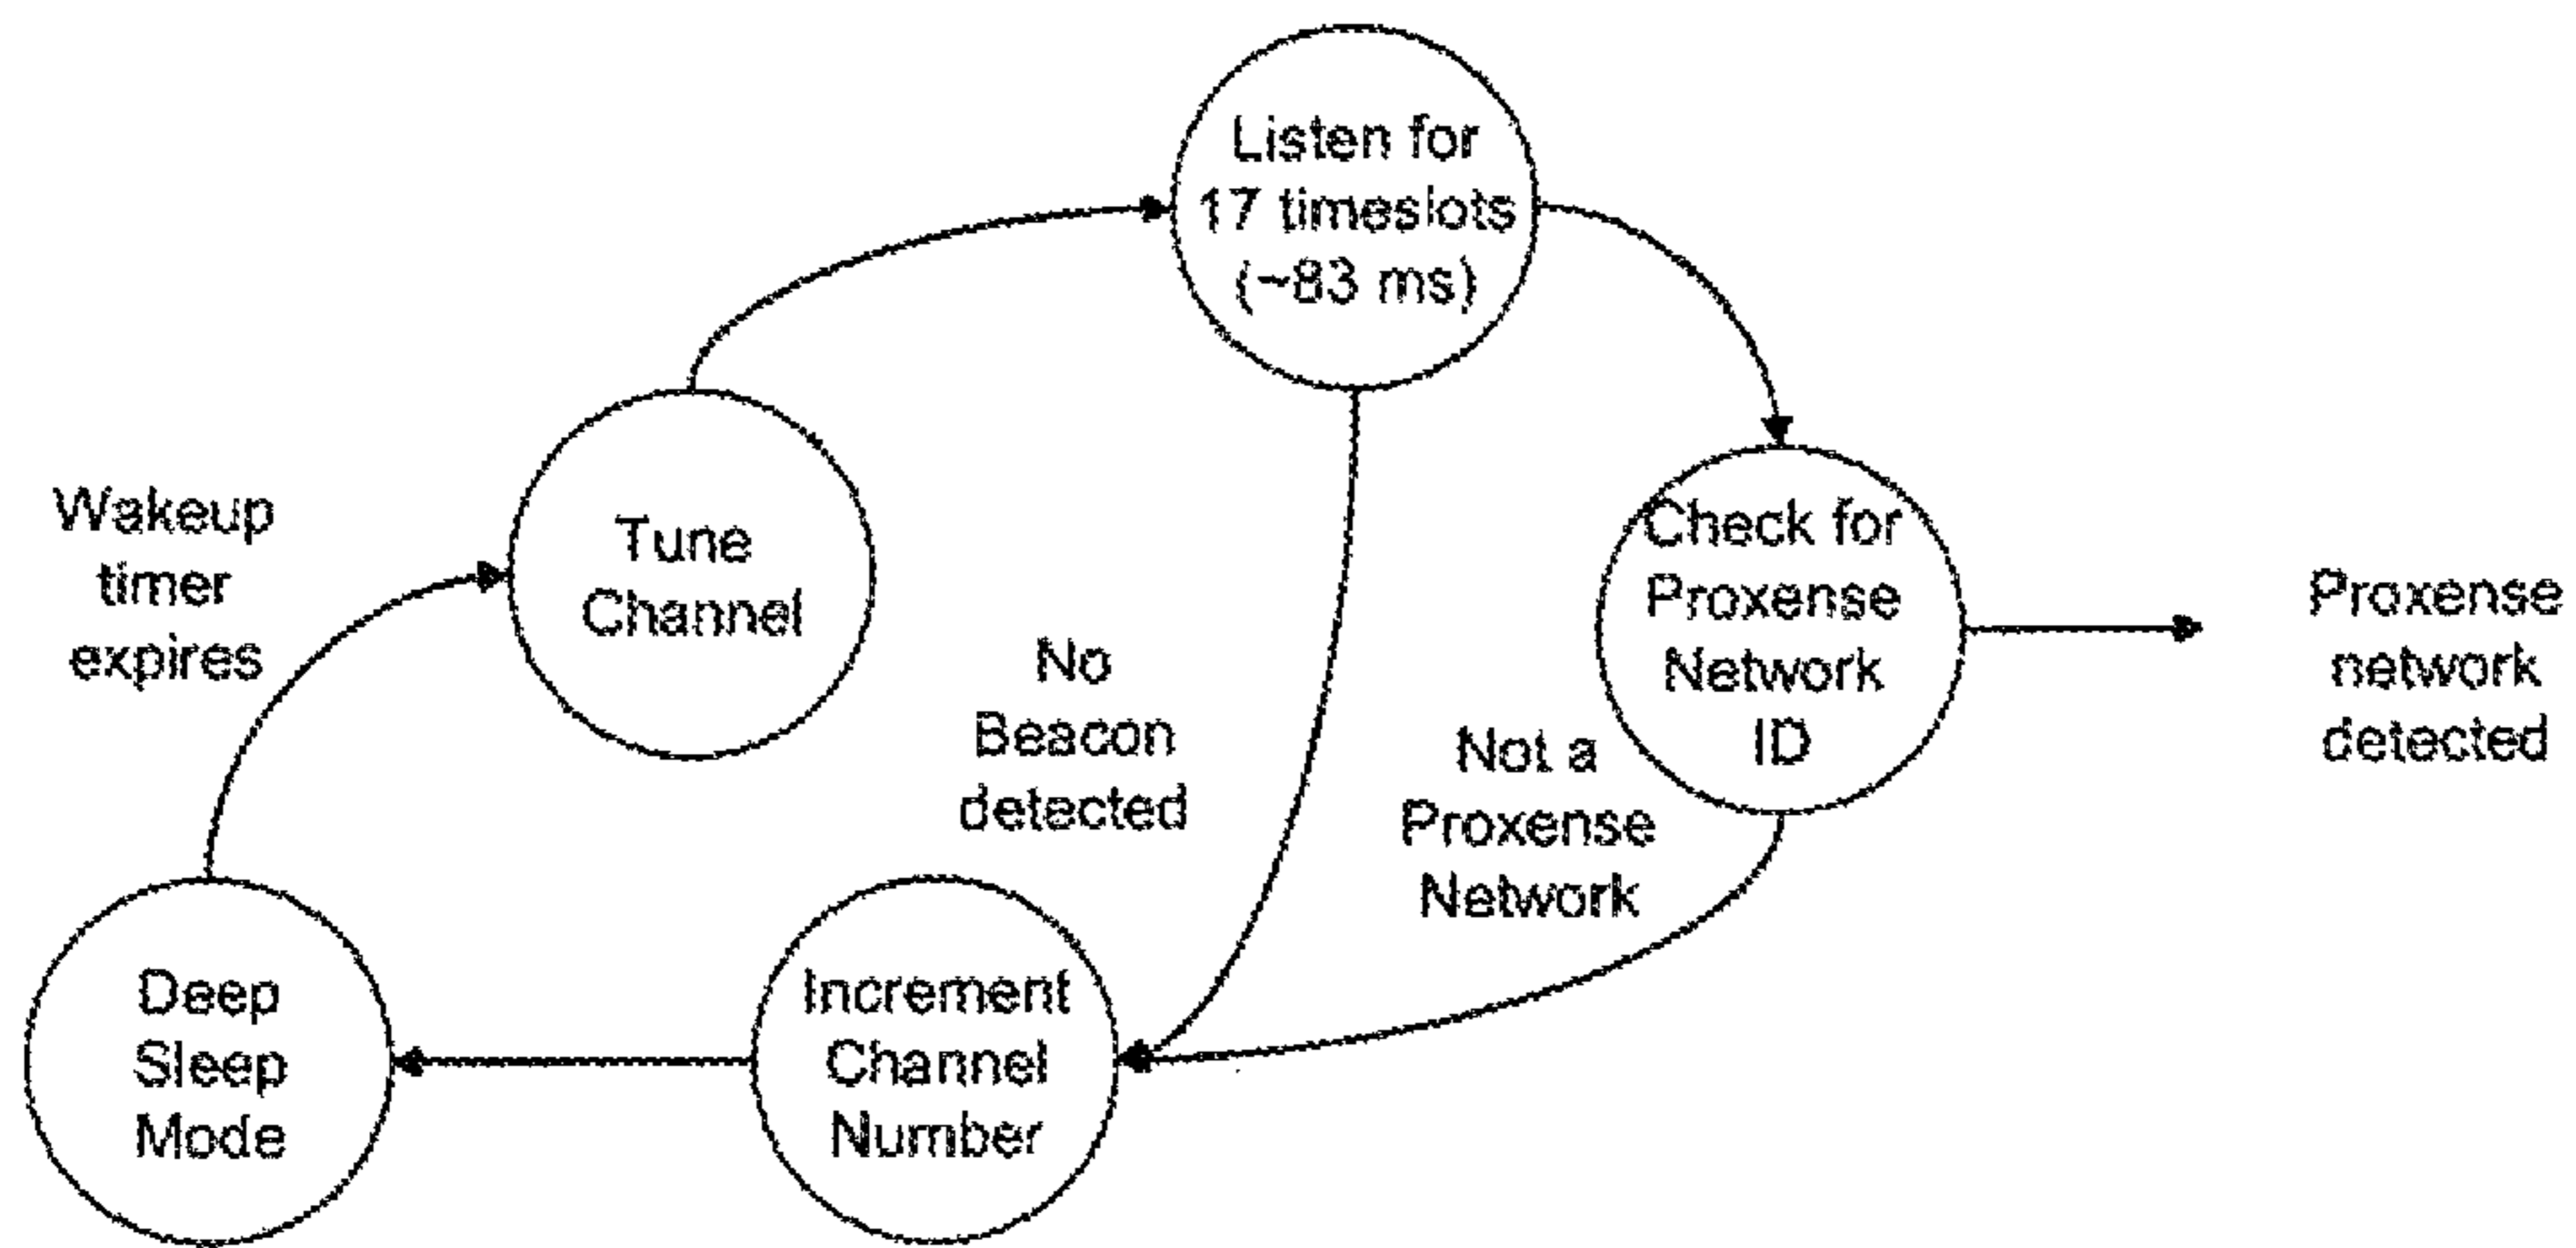 Listen for
17 timeslots
(~83 ms)
Wakeup
timer
expires
Tune
Channel
No
Beacon
detected
Check for
Proxense
Network
ID
Not a
Proxense
Network
Proxense
network
detected
Deep
Sleep
Mode
Increment
Channel
Number